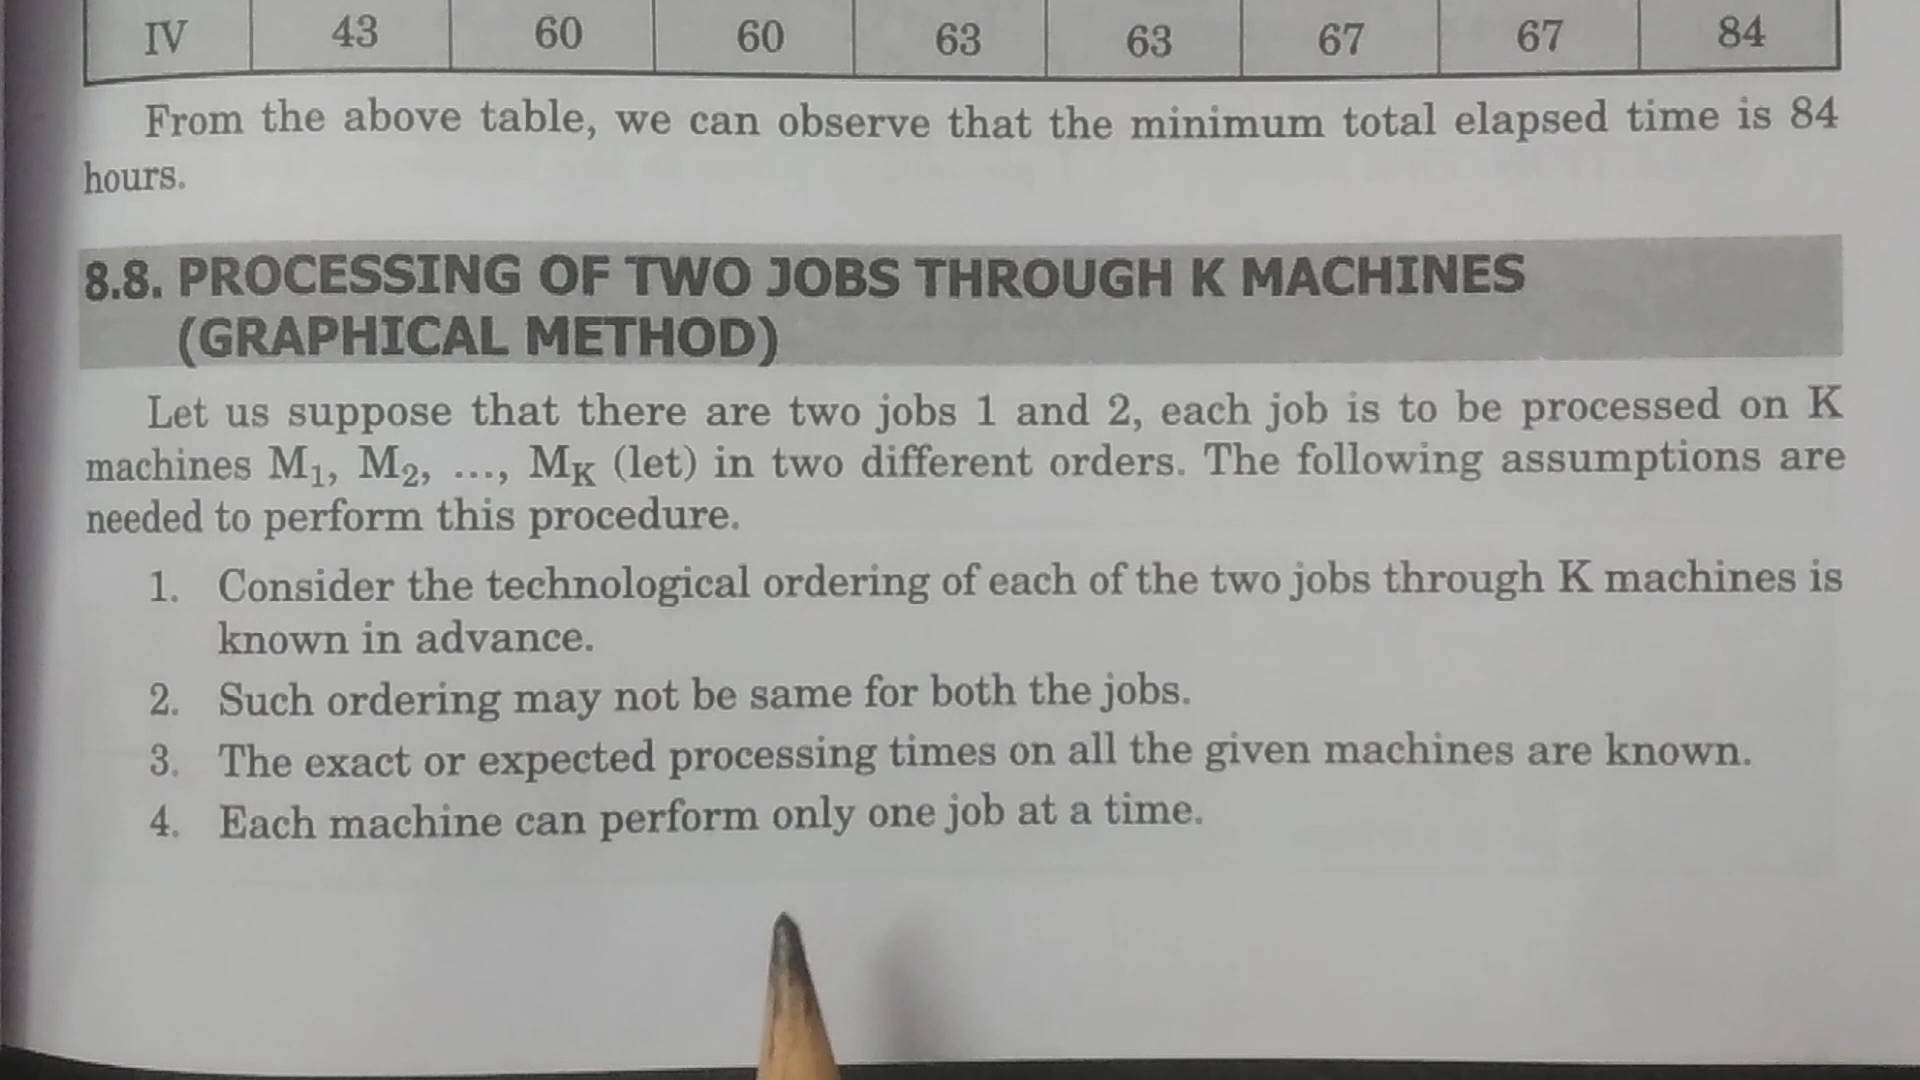 IV 43 60 60 63 63 67 67 84
From the above table, we can observe that the minimum total elapsed time is 84
hours.
8.8. PROCESSING OF TWO JOBS THROUGH K MACHINES
(GRAPHICAL METHOD)
Let us suppose that there are two jobs 1 and 2, each job is to be processed on K
machines M₁, M₂, ..., MK (let) in two different orders. The following assumptions are
needed to perform this procedure.
1. Consider the technological ordering of each of the two jobs through K machines is
known in advance.
2. Such ordering may not be same for both the jobs.
3. The exact or expected processing times on all the given machines are known.
4. Each machine can perform only one job at a time.